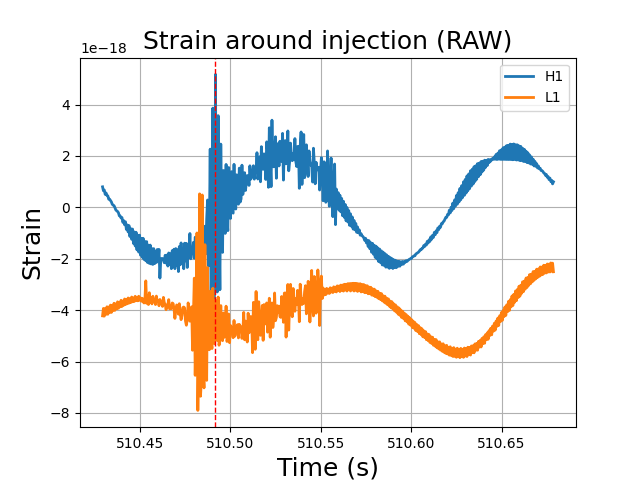 Strain around injection (RAW)
1e−18
H1
L1
4
2
0
−2
−4
−6
−8
Strain
510.45 510.50 510.55 510.60 510.65
Time (s)